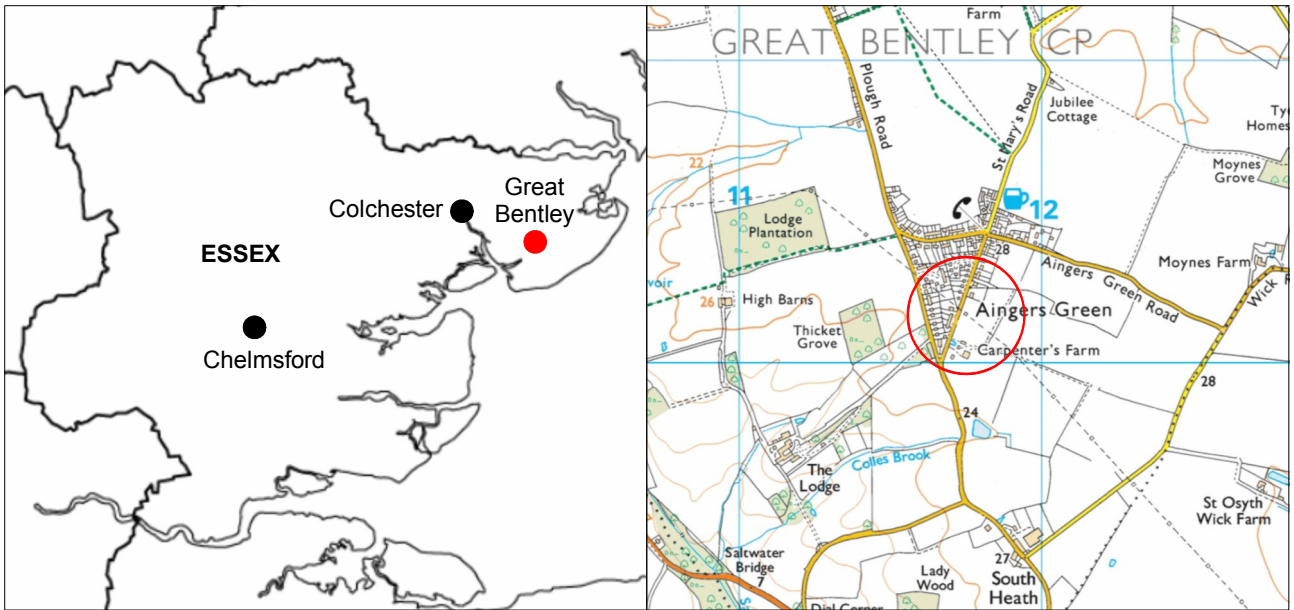 Colchester
Great
Bentley
ESSEX
Chelmsford
Farm
GREAT BENTLEY CP
Plough Road
St Mary's Road
Jubilee
Cottage
Homes
Moynes
Grove
22
11
12
Lodge
Plantation
28
Aingers Green Road
Moynes Farm
Wick
voir
26
High Barns
Aingers Green
Thicket
Grove
Carpenter's Farm
28
24
The
Lodge
Colles Brook
St Osyth
Wick Farm
Saltwater
Bridge
7
27
Lady
Wood
South
Heath
Dial Corner